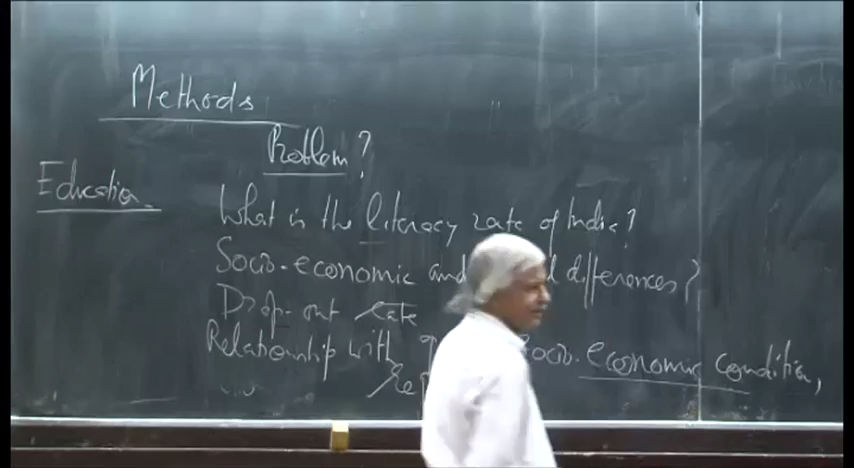 Methods
Problem?
Education.
What is the literacy rate of India?
Socio-economic and differences?
Drop-out rate
Relationship with Socio-economic condition,